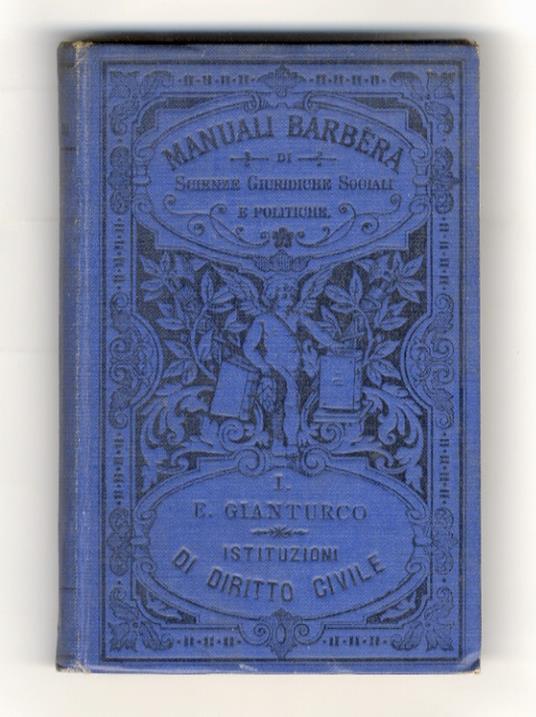 MANUALI BARBÈRA
DI
SCIENZE GIURIDICHE SOCIALI
E POLITICHE.
I.
E. GIANTURCO
ISTITUZIONI
DI DIRITTO CIVILE